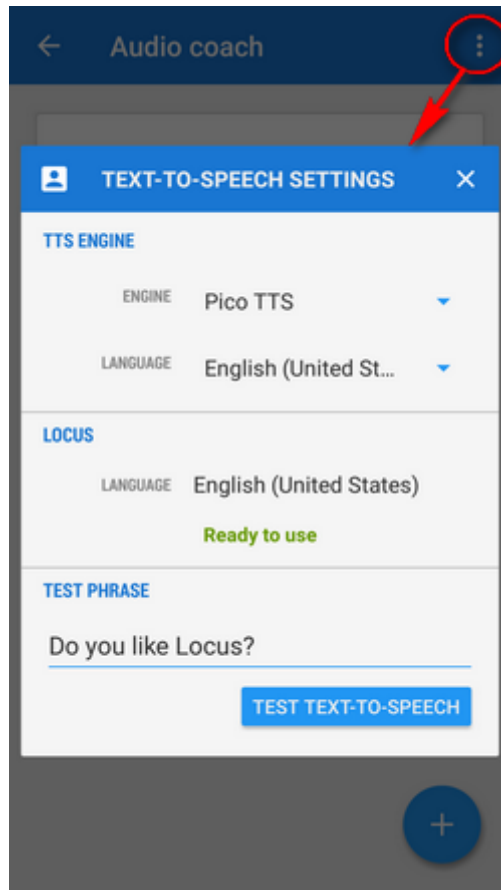 Audio coach
TEXT-TO-SPEECH SETTINGS
TTS ENGINE
ENGINE Pico TTS
LANGUAGE English (United St...
LOCUS
LANGUAGE English (United States)
Ready to use
TEST PHRASE
Do you like Locus?
TEST TEXT-TO-SPEECH